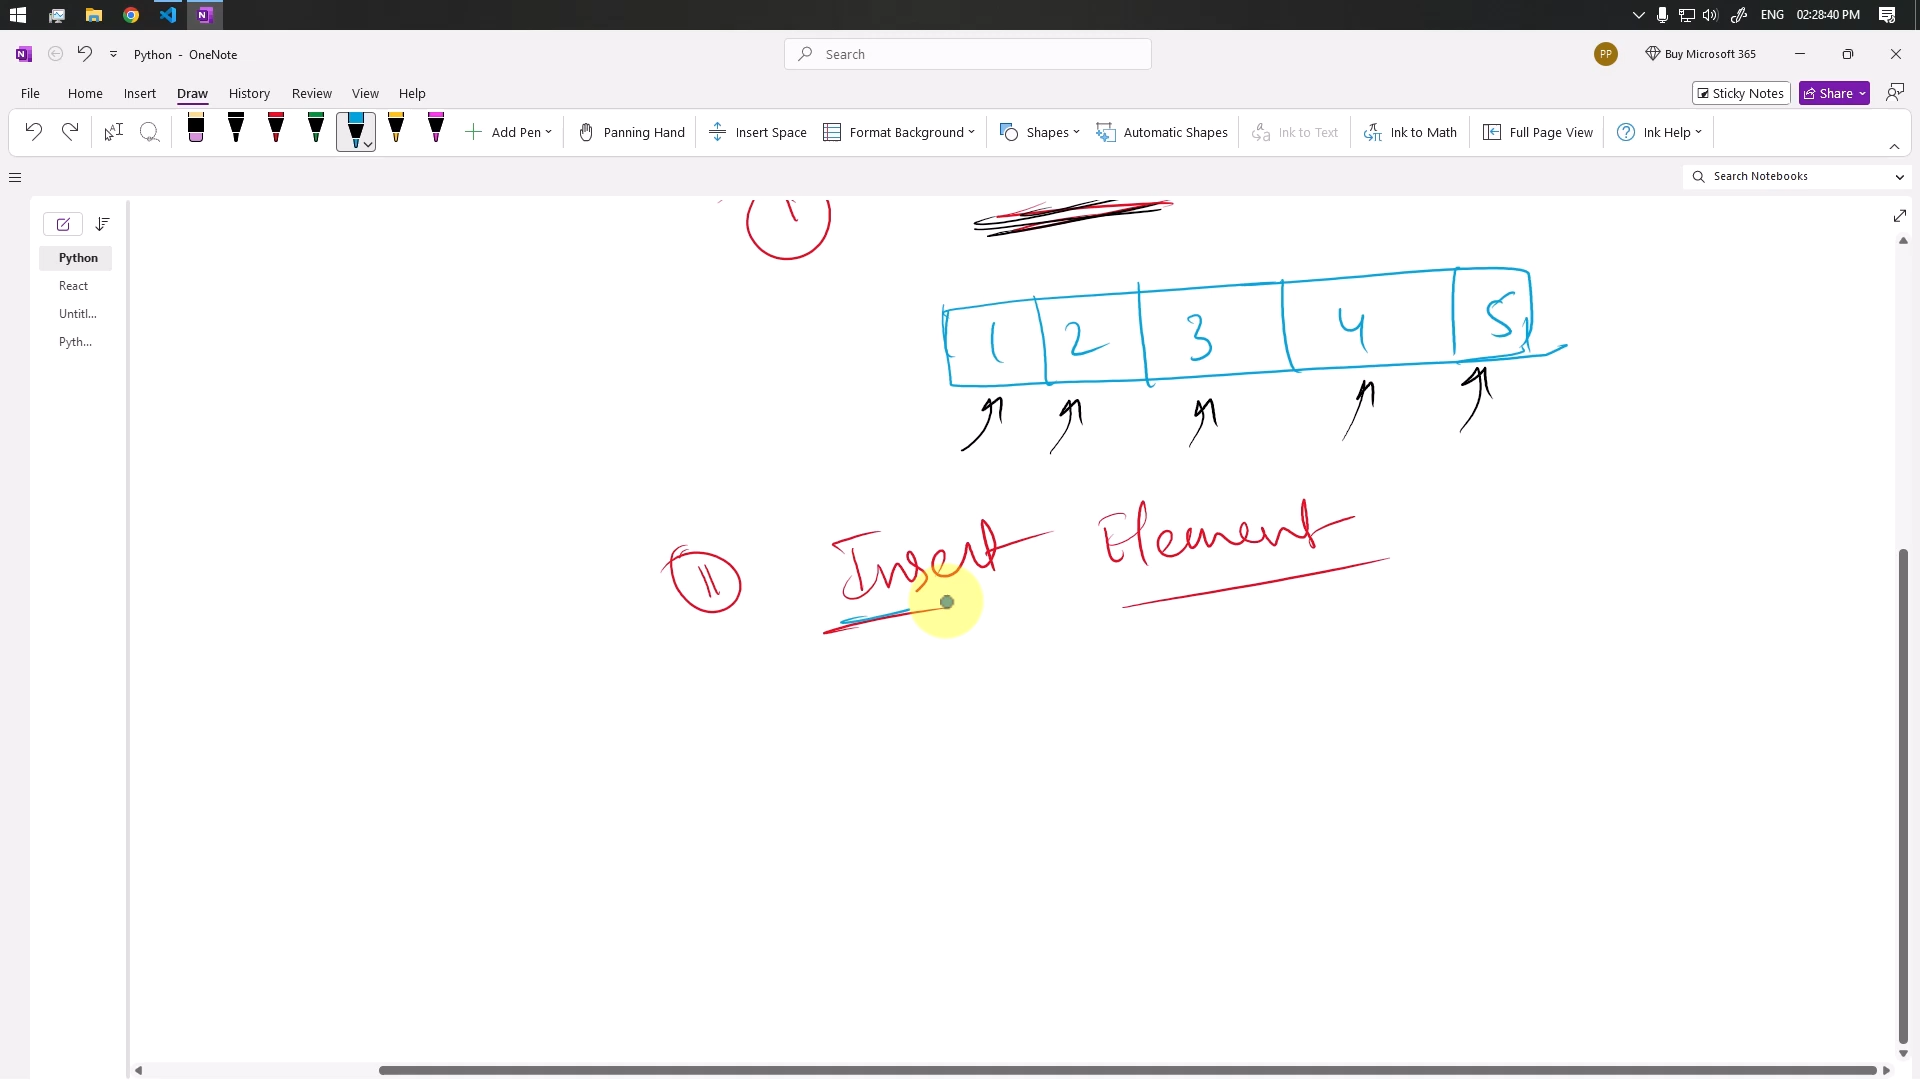 ENG 02:28:40 PM
Python - OneNote
Search
PP
Buy Microsoft 365
File Home Insert Draw History Review View Help
Sticky Notes
Share
Add Pen
Panning Hand
Insert Space
Format Background
Shapes
Automatic Shapes
Ink to Text
Ink to Math
Full Page View
Ink Help
Search Notebooks
Python
React
Untitl...
Pyth...
1 2 3 4 5
II Insert Element